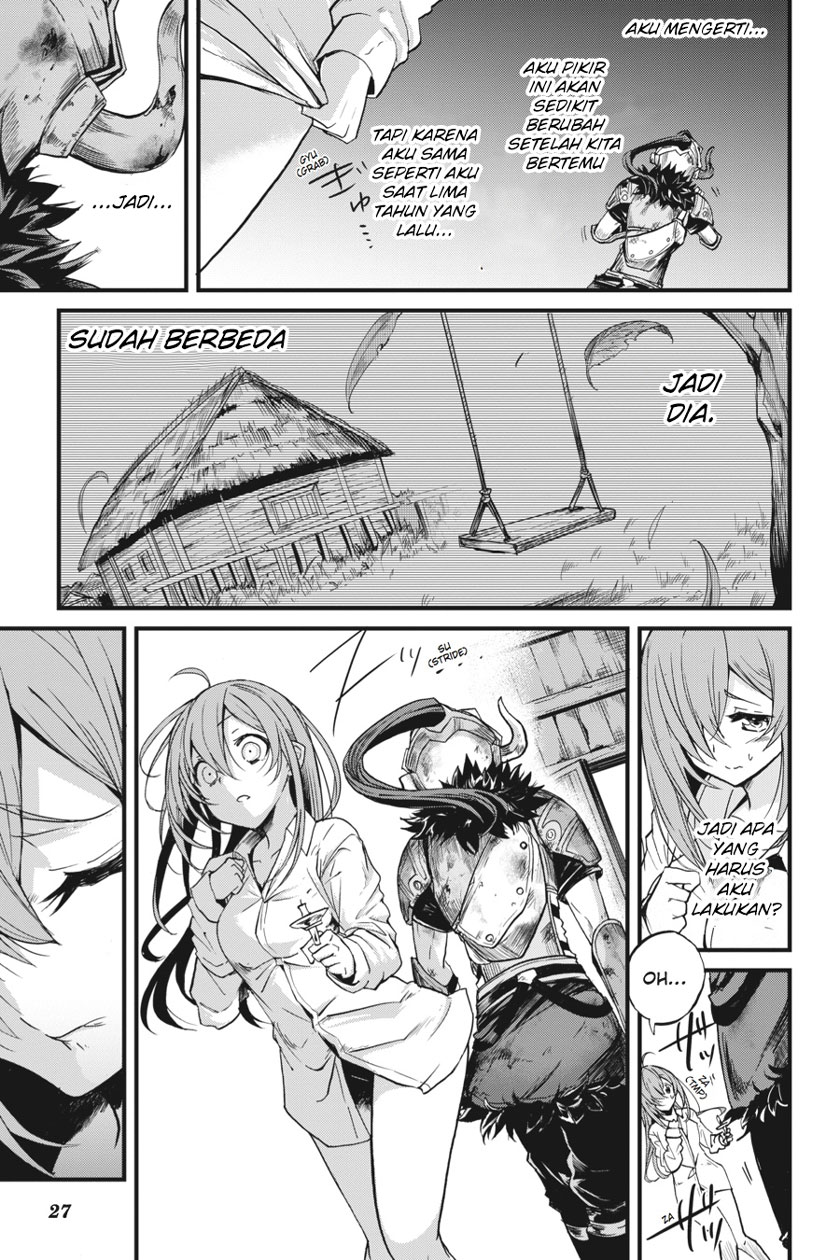 AKU MENGERTI...
AKU PIKIR
INI AKAN
SEDIKIT
BERUBAH
SETELAH KITA
BERTEMU
TAPI KARENA
AKU SAMA
SEPERTI AKU
SAAT LIMA
TAHUN YANG
LALU...
GYU
(GRAB)
ぎゅ...
...JADI...
JADI
DIA.
SUDAH BERBEDA
JADI APA
YANG
HARUS
AKU
LAKUKAN?
OH...
ZA
(TMP)
ザッ
ZA
ザッ
SU
(STRIDE)
スッ
27